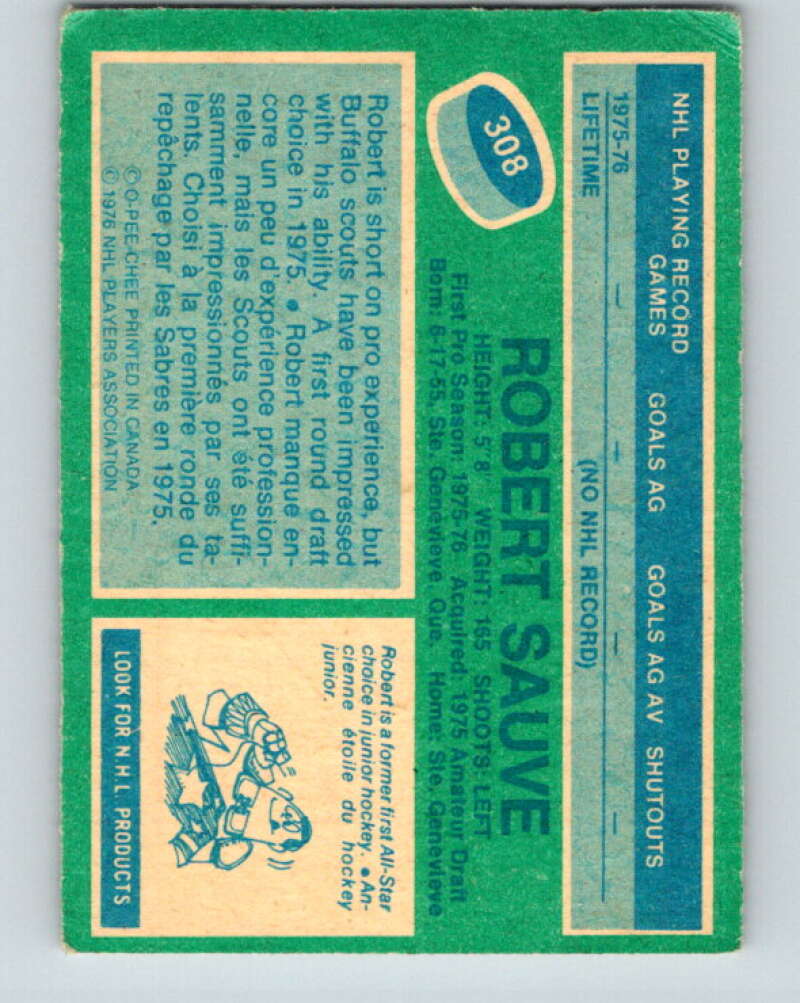 NHL PLAYING RECORD
GAMES GOALS AG GOALS AG AV SHUTOUTS
1975-76 — — — —
LIFETIME (NO NHL RECORD)
308
ROBERT SAUVE
HEIGHT: 5'8 WEIGHT: 165 SHOOTS: LEFT
First Pro Season: 1975-76 Acquired: 1975 Amateur Draft
Born: 6-17-55, Ste. Genevieve Que. Home: Ste. Genevieve
Robert is short on pro experience, but
Buffalo scouts have been impressed
with his ability. A first round draft
choice in 1975. • Robert manque en-
core un peu d'expérience profession-
nelle, mais les Scouts ont été suffi-
samment impressionnés par ses ta-
lents. Choisi à la première ronde du
repêchage par les Sabres en 1975.
© O-PEE-CHEE PRINTED IN CANADA
© 1976 NHL PLAYERS ASSOCIATION
Robert is a former first All-Star
choice in junior hockey. • An-
cienne étoile du hockey
junior.
LOOK FOR N.H.L PRODUCTS